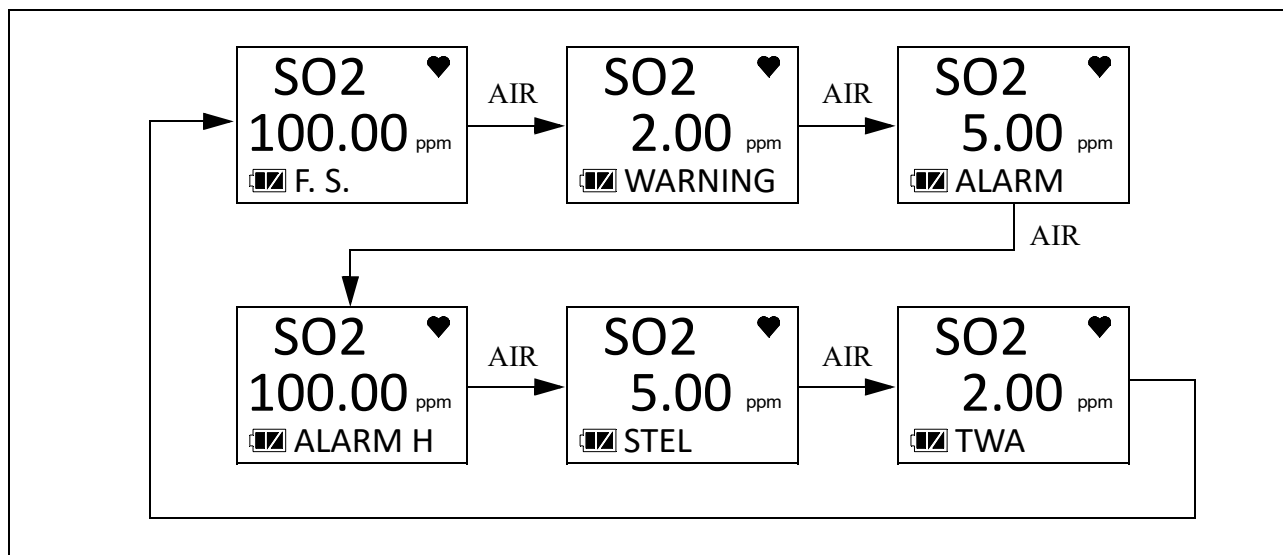 SO2
100.00 ppm
F. S.
AIR
SO2
2.00 ppm
WARNING
AIR
SO2
5.00 ppm
ALARM
AIR
SO2
100.00 ppm
ALARM H
AIR
SO2
5.00 ppm
STEL
AIR
SO2
2.00 ppm
TWA